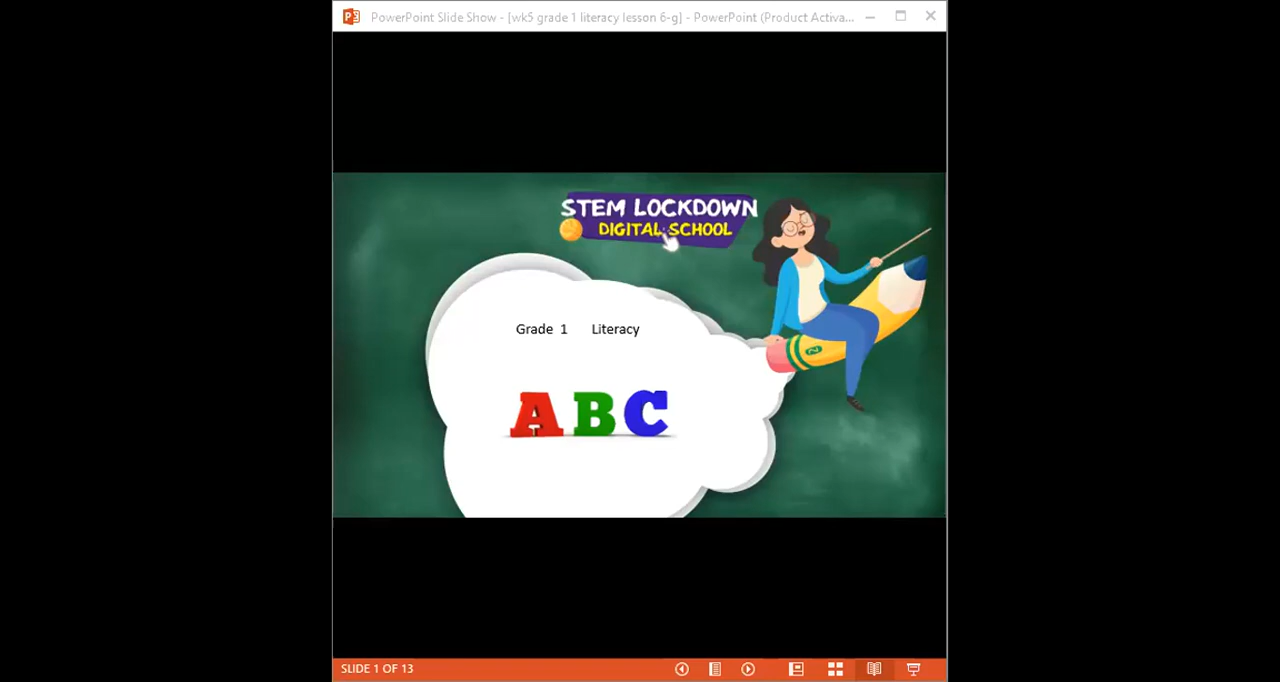 PowerPoint Slide Show - [wk5 grade 1 literacy lesson 6-g] - PowerPoint (Product Activa...
STEM LOCKDOWN
DIGITAL SCHOOL
Grade 1 Literacy
ABC
2
SLIDE 1 OF 13